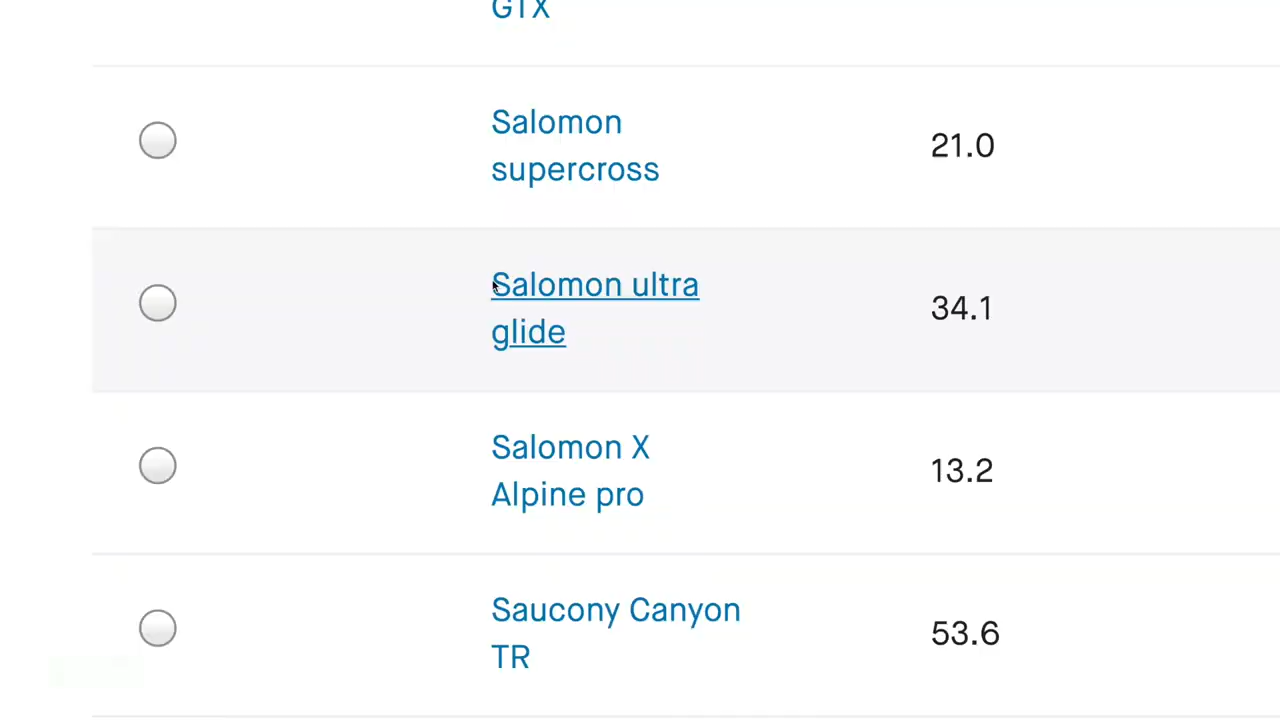 GTX
Salomon
supercross
21.0
Salomon ultra
glide
34.1
Salomon X
Alpine pro
13.2
Saucony Canyon
TR
53.6